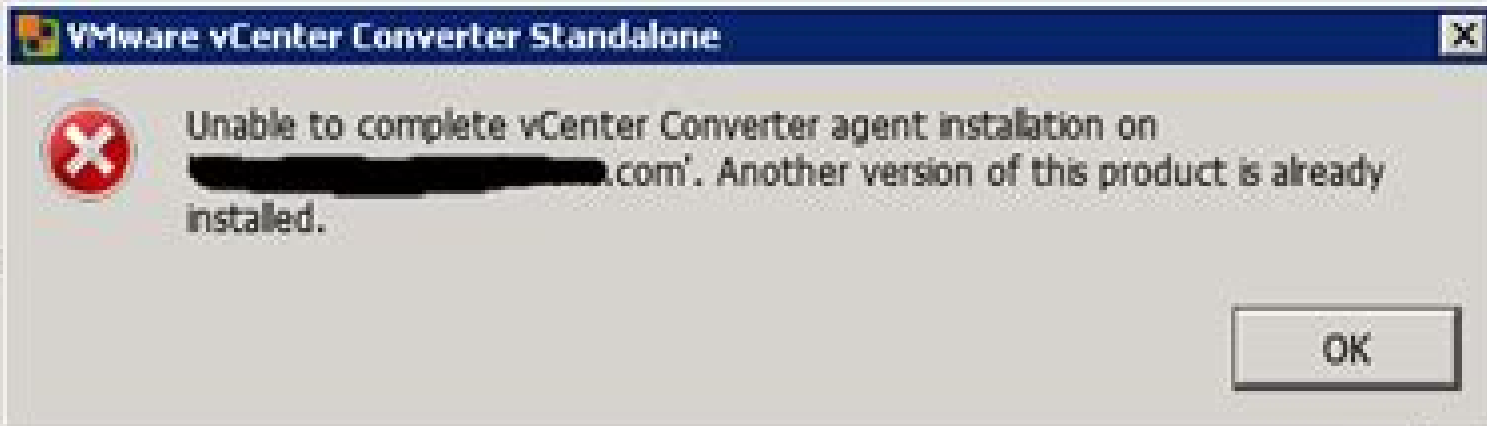 VMware vCenter Converter Standalone
Unable to complete vCenter Converter agent installation on
.com'. Another version of this product is already
installed.
OK